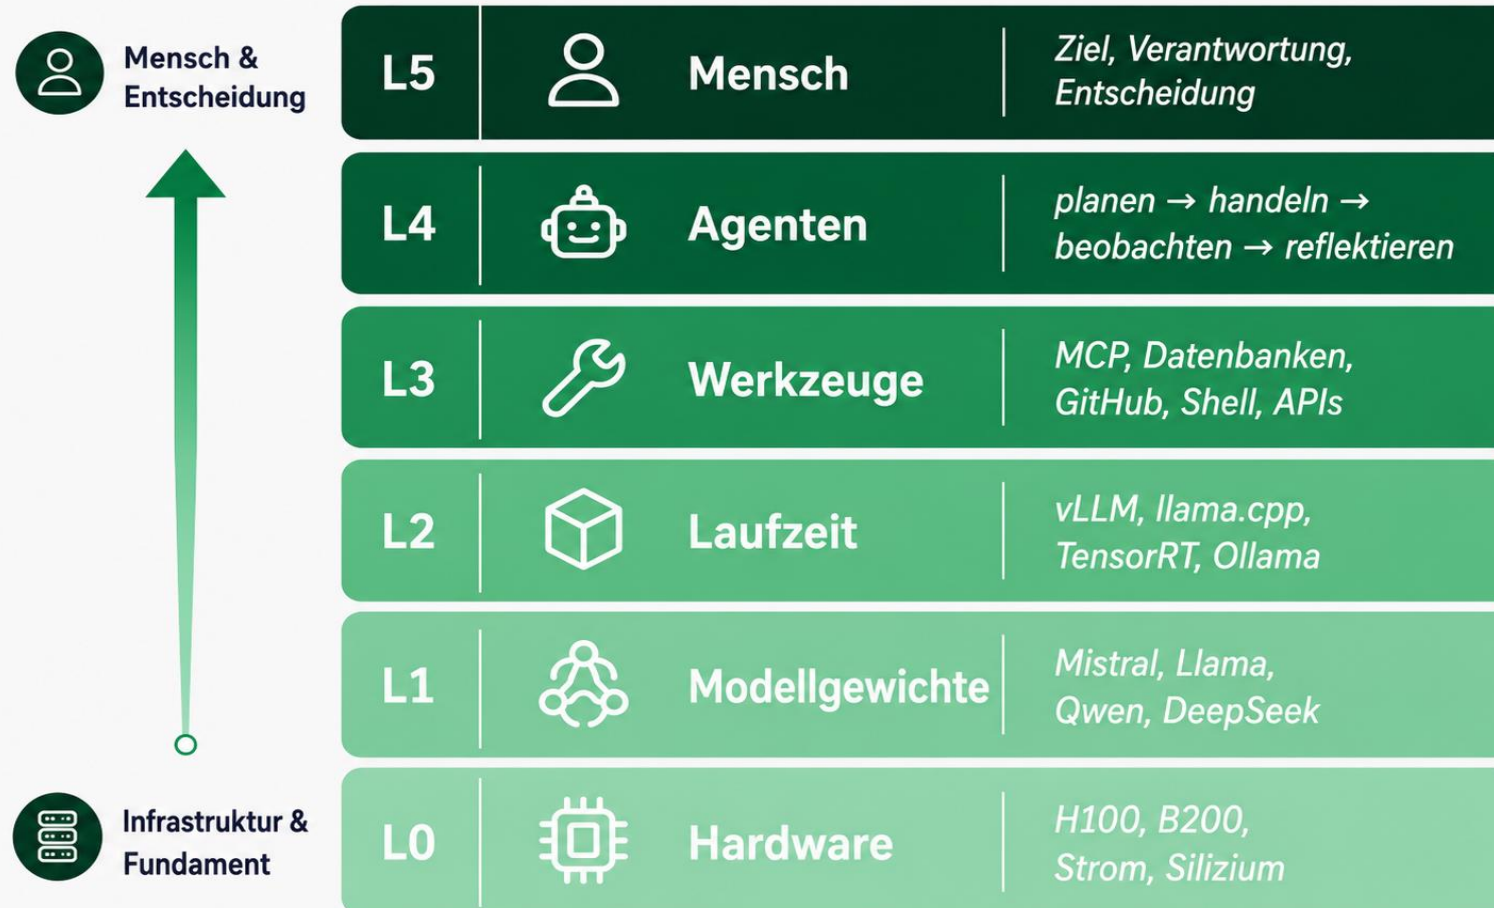 Mensch &
Entscheidung
L5
Mensch
Ziel, Verantwortung,
Entscheidung
L4
Agenten
planen → handeln →
beobachten → reflektieren
L3
Werkzeuge
MCP, Datenbanken,
GitHub, Shell, APIs
L2
Laufzeit
vLLM, llama.cpp,
TensorRT, Ollama
L1
Modellgewichte
Mistral, Llama,
Qwen, DeepSeek
Infrastruktur &
Fundament
L0
Hardware
H100, B200,
Strom, Silizium